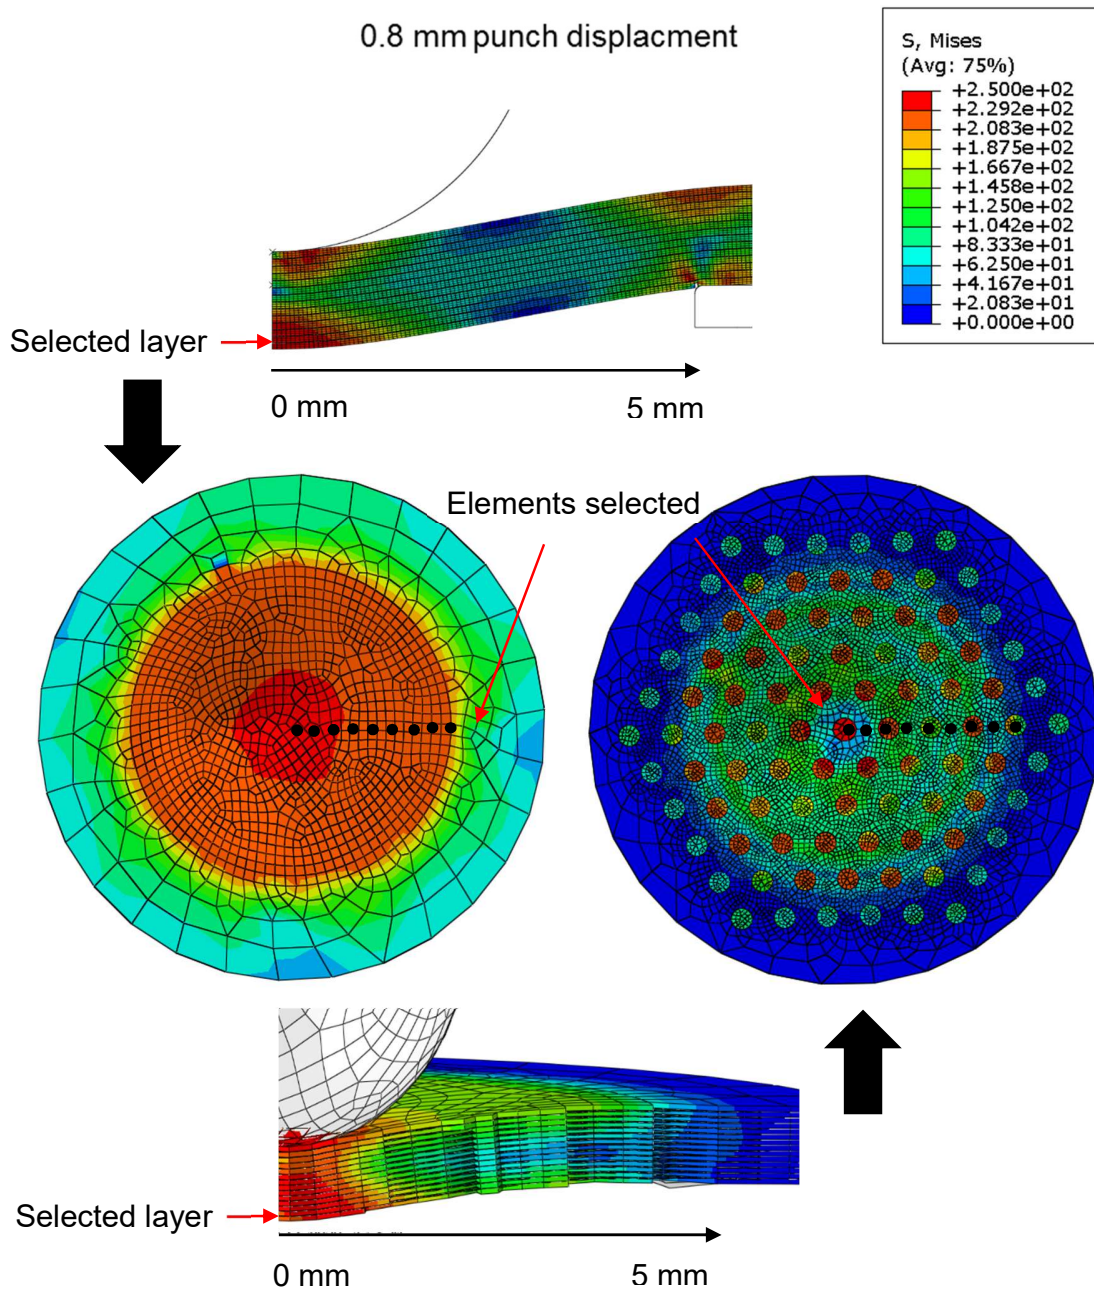 0.8 mm punch displacment
S, Mises
(Avg: 75%)
+2.500e+02
+2.292e+02
+2.083e+02
+1.875e+02
+1.667e+02
+1.458e+02
+1.250e+02
+1.042e+02
+8.333e+01
+6.250e+01
+4.167e+01
+2.083e+01
+0.000e+00
Selected layer
0 mm
5 mm
Elements selected
Selected layer
0 mm
5 mm